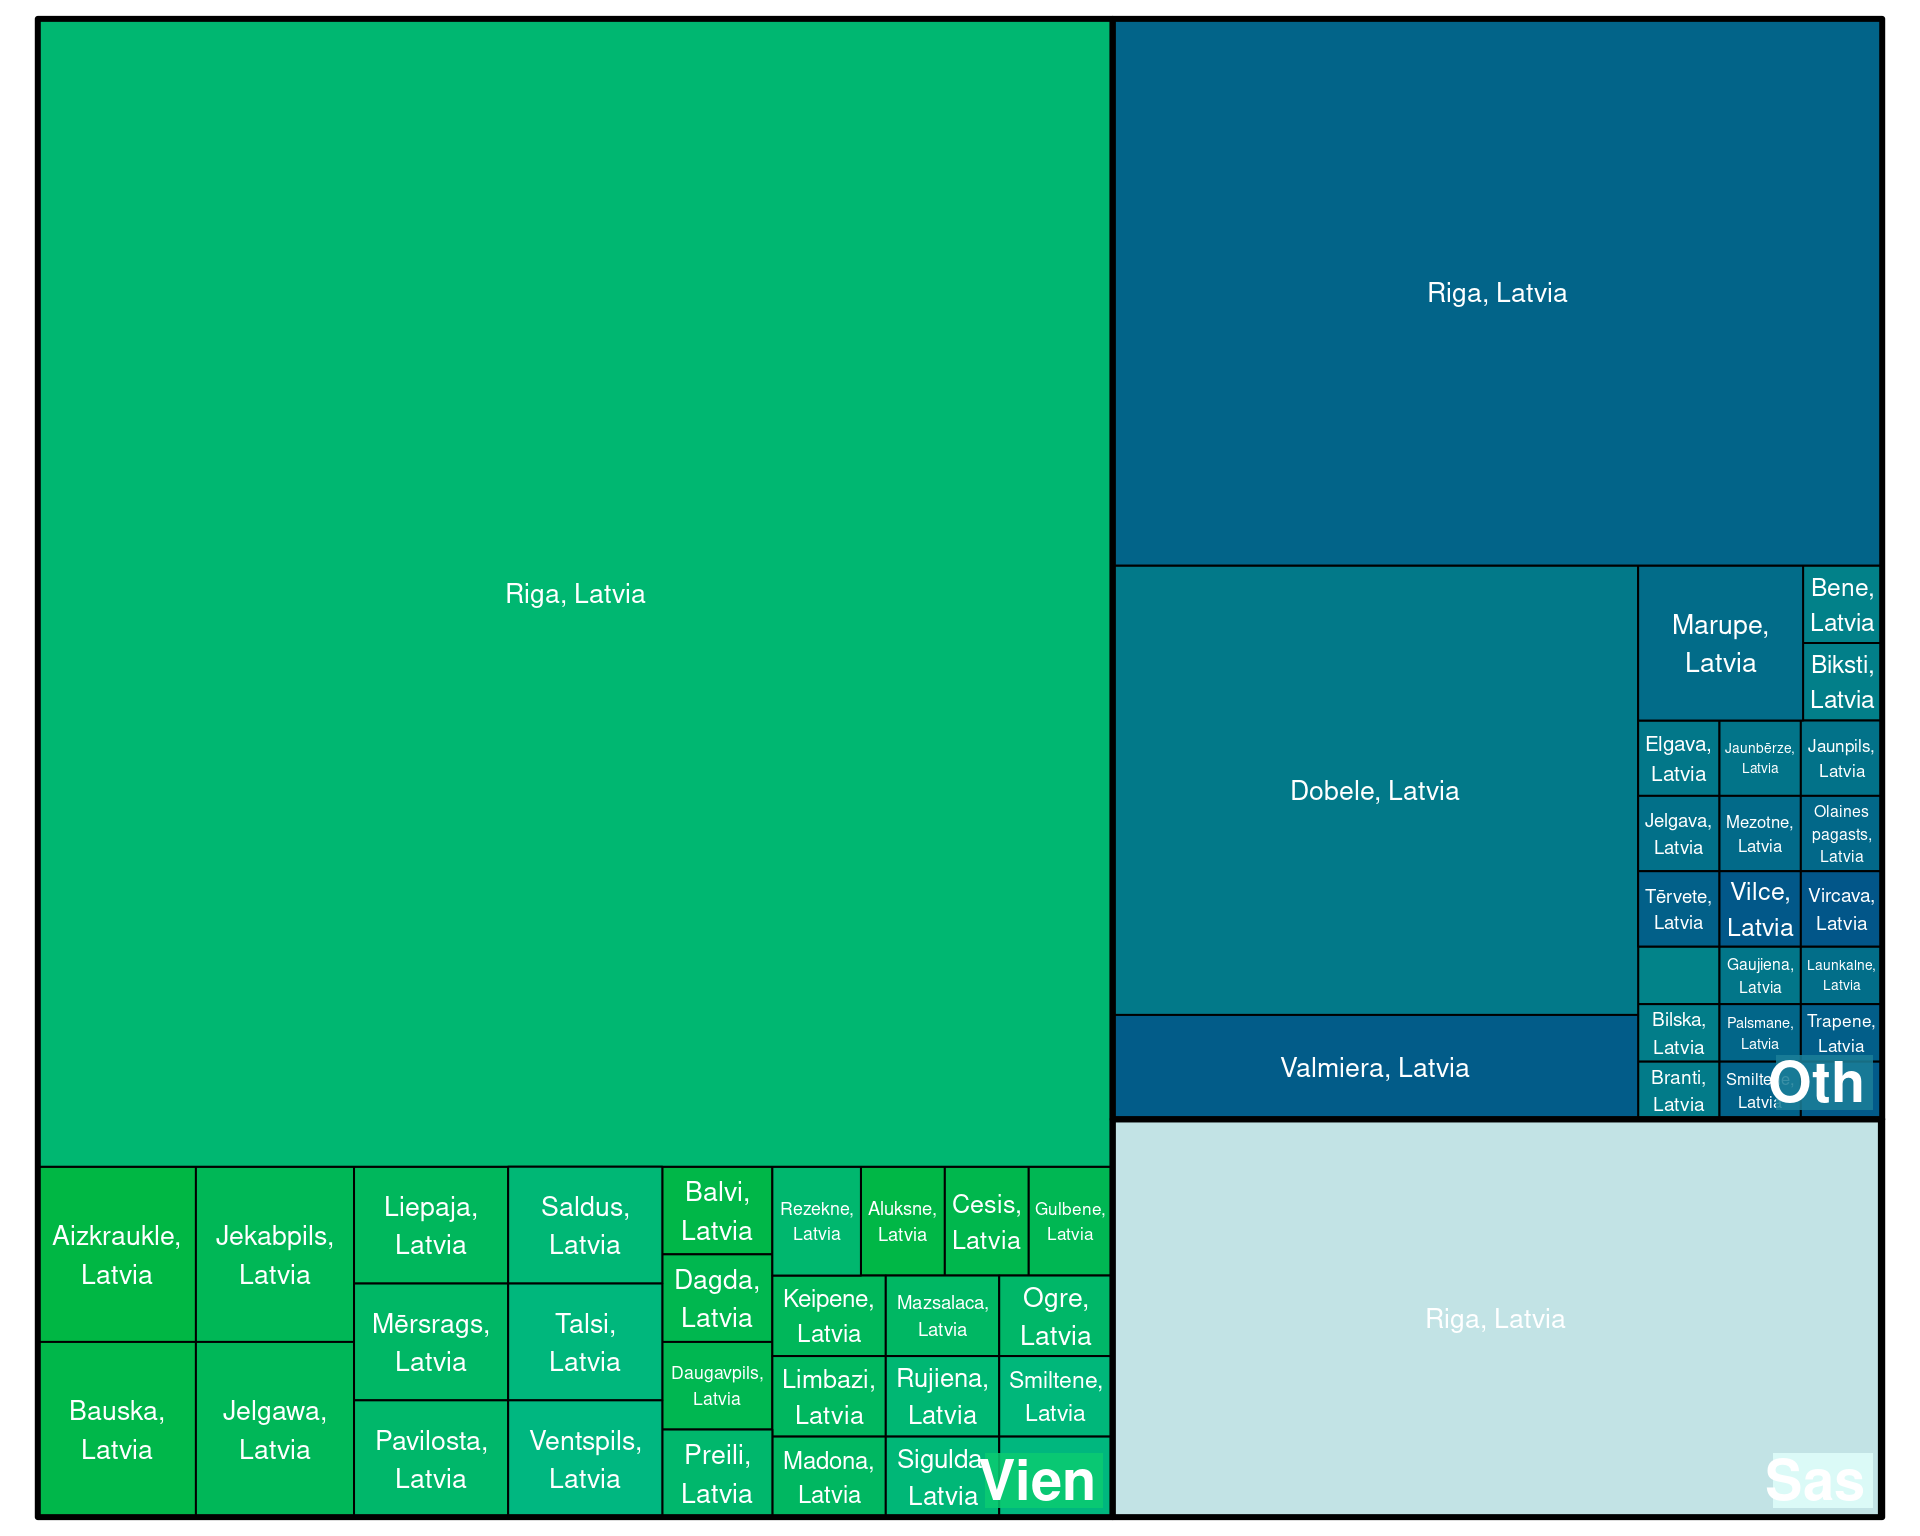 Riga, Latvia
Aizkraukle,
Latvia
Bauska,
Latvia
Jekabpils,
Latvia
Jelgawa,
Latvia
Liepaja,
Latvia
Mērsrags,
Latvia
Pavilosta,
Latvia
Saldus,
Latvia
Talsi,
Latvia
Ventspils,
Latvia
Balvi,
Latvia
Dagda,
Latvia
Daugavpils,
Latvia
Preili,
Latvia
Rezekne,
Latvia
Aluksne,
Latvia
Cesis,
Latvia
Gulbene,
Latvia
Keipene,
Latvia
Limbazi,
Latvia
Madona,
Latvia
Mazsalaca,
Latvia
Rujiena,
Latvia
Sigulda,
Latvia
Ogre,
Latvia
Smiltene,
Latvia
Vien
Riga, Latvia
Dobele, Latvia
Valmiera, Latvia
Marupe,
Latvia
Bene,
Latvia
Biksti,
Latvia
Elgava,
Latvia
Jaunbērze,
Latvia
Jaunpils,
Latvia
Jelgava,
Latvia
Mezotne,
Latvia
Olaines
pagasts,
Latvia
Tērvete,
Latvia
Vilce,
Latvia
Vircava,
Latvia
Gaujiena,
Latvia
Launkalne,
Latvia
Bilska,
Latvia
Palsmane,
Latvia
Trapene,
Latvia
Branti,
Latvia
Smiltene,
Latvia
Oth
Riga, Latvia
Sas